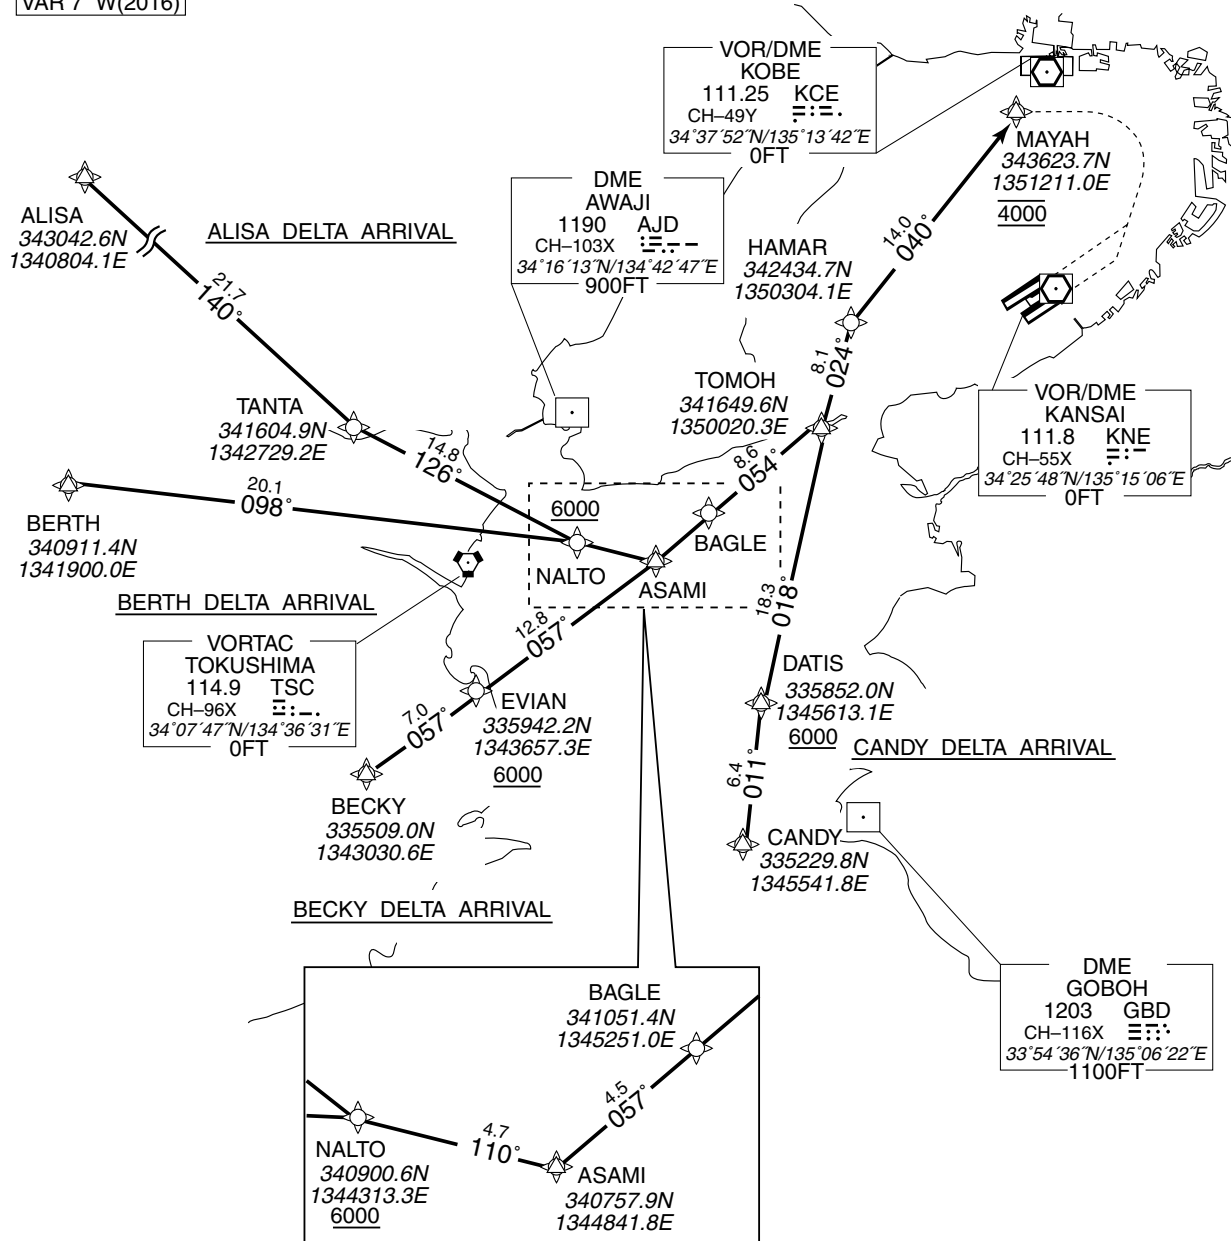 VAR 7°W(2016)
VOR/DME
KOBE
111.25 KCE
CH–49Y
34°37´52˝N/135°13´42˝E
0FT
MAYAH
343623.7N
1351211.0E
4000
14.0
040°
ALISA
343042.6N
1340804.1E
ALISA DELTA ARRIVAL
DME
AWAJI
1190 AJD
CH–103X
34°16´13˝N/134°42´47˝E
900FT
HAMAR
342434.7N
1350304.1E
21.7
140°
8.1
024°
TOMOH
341649.6N
1350020.3E
VOR/DME
KANSAI
111.8 KNE
CH–55X
34°25´48˝N/135°15´06˝E
0FT
TANTA
341604.9N
1342729.2E
14.8
126°
8.6
054°
20.1
098°
BERTH
340911.4N
1341900.0E
6000
BAGLE
NALTO
ASAMI
BERTH DELTA ARRIVAL
12.8
057°
18.3
018°
VORTAC
TOKUSHIMA
114.9 TSC
CH–96X
34°07´47˝N/134°36´31˝E
0FT
DATIS
335852.0N
1345613.1E
6000
EVIAN
335942.2N
1343657.3E
6000
7.0
057°
CANDY DELTA ARRIVAL
6.4
011°
BECKY
335509.0N
1343030.6E
CANDY
335229.8N
1345541.8E
BECKY DELTA ARRIVAL
DME
GOBOH
1203 GBD
CH–116X
33°54´36˝N/135°06´22˝E
1100FT
BAGLE
341051.4N
1345251.0E
4.5
057°
4.7
110°
NALTO
340900.6N
1344313.3E
6000
ASAMI
340757.9N
1344841.8E